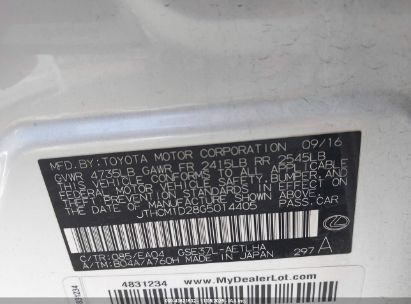 MFD.BY:TOYOTA MOTOR CORPORATION 09/16
GVWR 4735LB GAWR FR 2415LB RR 2545LB
THIS VEHICLE CONFORMS TO ALL APPLICABLE
FEDERAL MOTOR VEHICLE SAFETY, BUMPER, AND
THEFT PREVENTION STANDARDS IN EFFECT ON
THE DATE OF MANUFACTURE SHOWN ABOVE.
JTHCM1D28G5014405 PASS.CAR
C/TR:085/EA04 GSE37L-AETLHA
A/TM:B04A/A760H MADE IN JAPAN 297 A
4831234
www.MyDealerLot.com